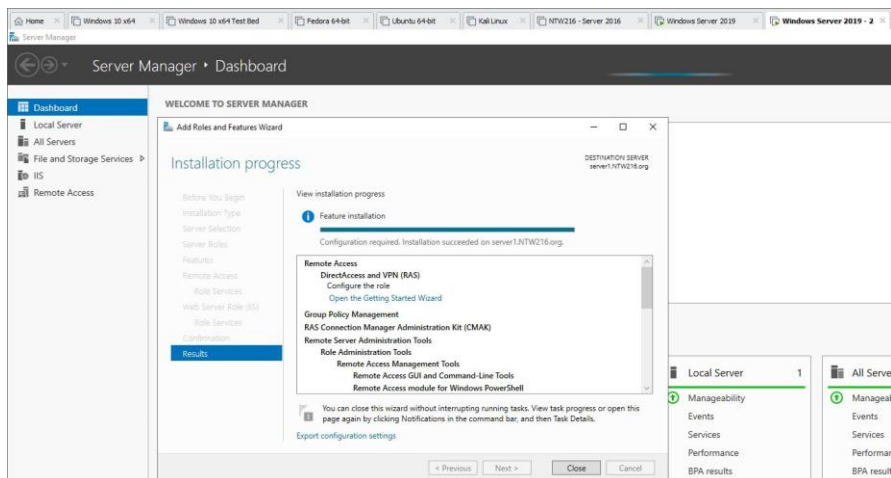 Home
Windows 10 x64
Windows 10 x64 Test Bed
Fedora 64-bit
Ubuntu 64-bit
Kali Linux
NTW216 - Server 2016
Windows Server 2019
Windows Server 2019 - 2
Server Manager
Server Manager • Dashboard
Dashboard
Local Server
All Servers
File and Storage Services
IIS
Remote Access
WELCOME TO SERVER MANAGER
Add Roles and Features Wizard
Installation progress
DESTINATION SERVER
server1.NTW216.org
Before You Begin
Installation Type
Server Selection
Server Roles
Features
Remote Access
Role Services
Web Server Role (IIS)
Role Services
Confirmation
Results
View installation progress
Feature installation
Configuration required. Installation succeeded on server1.NTW216.org.
Remote Access
DirectAccess and VPN (RAS)
Configure the role
Open the Getting Started Wizard
Group Policy Management
RAS Connection Manager Administration Kit (CMAK)
Remote Server Administration Tools
Role Administration Tools
Remote Access Management Tools
Remote Access GUI and Command-Line Tools
Remote Access module for Windows PowerShell
You can close this wizard without interrupting running tasks. View task progress or open this
page again by clicking Notifications in the command bar, and then Task Details.
Export configuration settings
< Previous
Next >
Close
Cancel
Local Server 1
Manageability
Events
Services
Performance
BPA results
All Serve
Manageal
Events
Services
Performar
BPA result